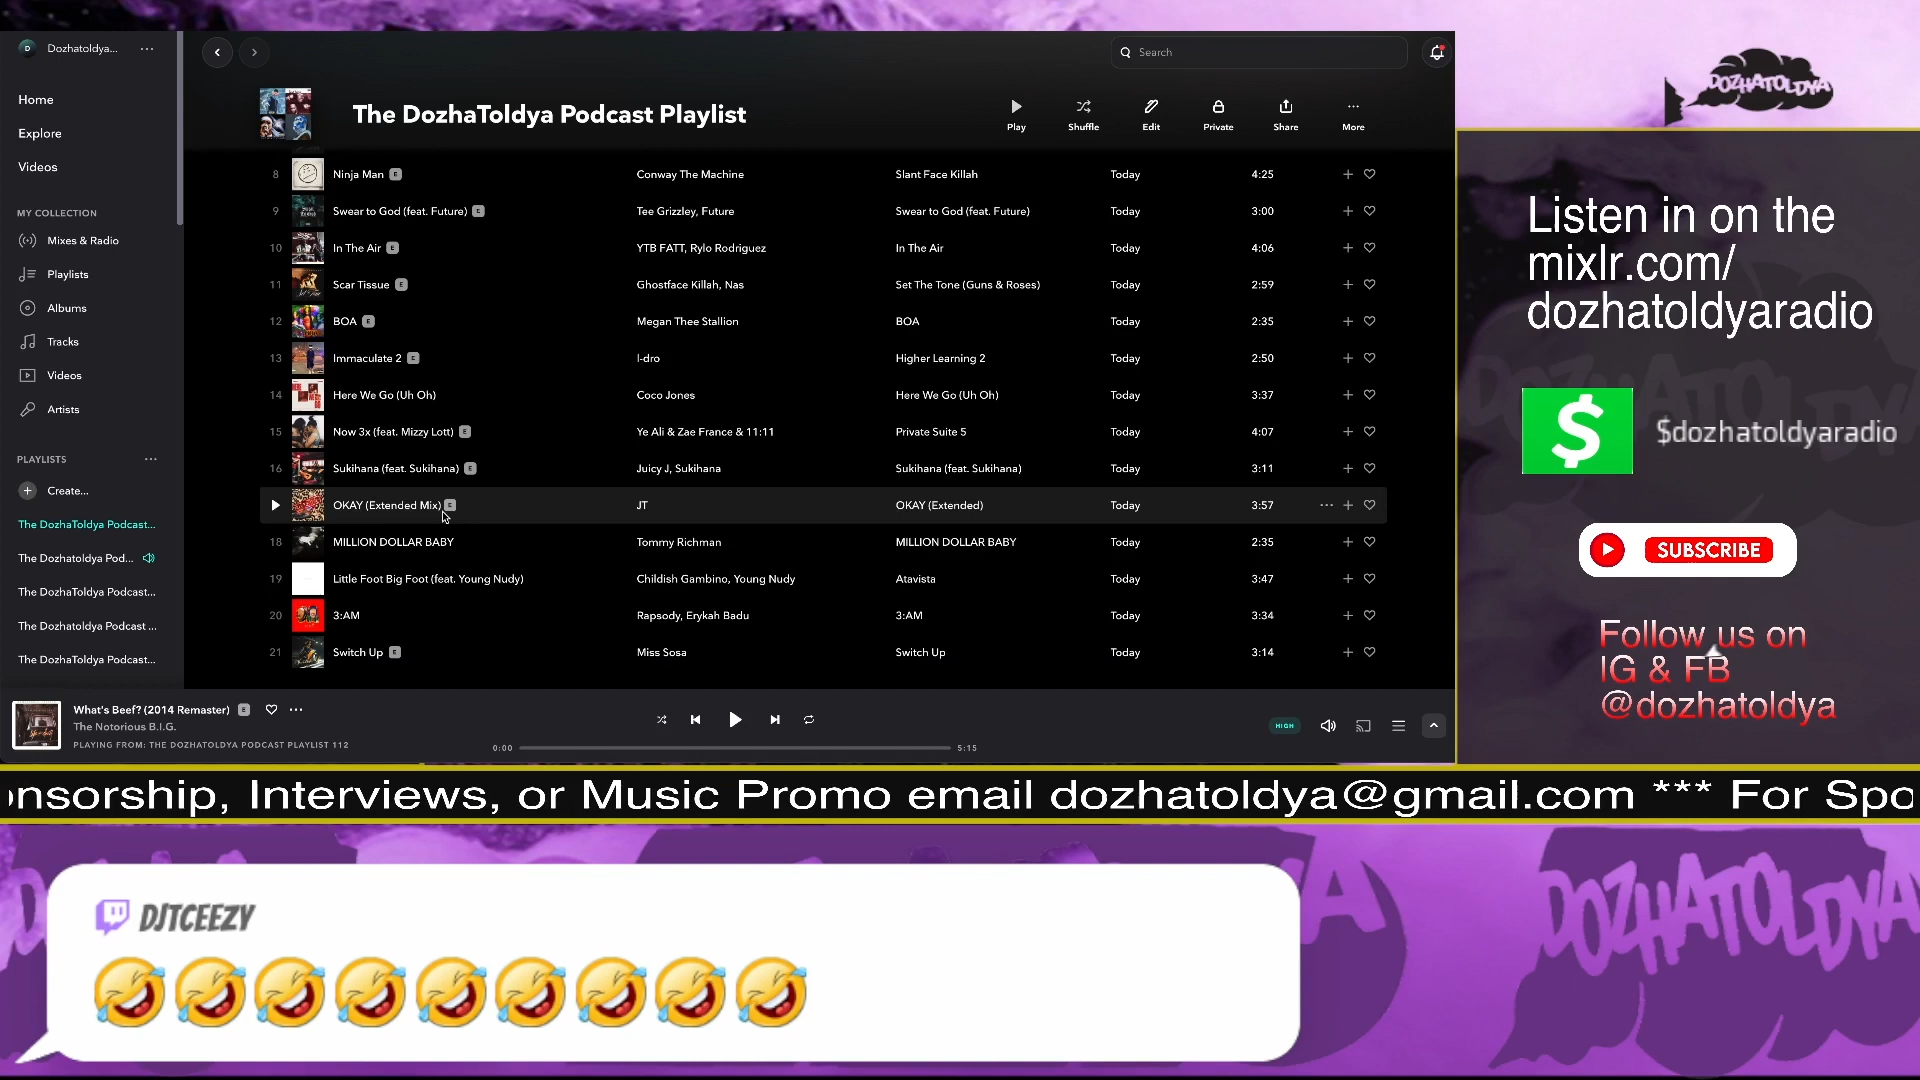 D Dozhatoldya... ...
Home
Explore
Videos
MY COLLECTION
Mixes & Radio
Playlists
Albums
Tracks
Videos
Artists
PLAYLISTS ...
Create...
The DozhaToldya Podcast...
The Dozhatoldya Pod...
The DozhaToldya Podcast...
The Dozhatoldya Podcast ...
The DozhaToldya Podcast...
Search
The DozhaToldya Podcast Playlist
Play Shuffle Edit Private Share More
8 Ninja Man E Conway The Machine Slant Face Killah Today 4:25
9 Swear to God (feat. Future) E Tee Grizzley, Future Swear to God (feat. Future) Today 3:00
10 In The Air E YTB FATT, Rylo Rodriguez In The Air Today 4:06
11 Scar Tissue E Ghostface Killah, Nas Set The Tone (Guns & Roses) Today 2:59
12 BOA E Megan Thee Stallion BOA Today 2:35
13 Immaculate 2 E I-dro Higher Learning 2 Today 2:50
14 Here We Go (Uh Oh) Coco Jones Here We Go (Uh Oh) Today 3:37
15 Now 3x (feat. Mizzy Lott) E Ye Ali & Zae France & 11:11 Private Suite 5 Today 4:07
16 Sukihana (feat. Sukihana) E Juicy J, Sukihana Sukihana (feat. Sukihana) Today 3:11
OKAY (Extended Mix) E JT OKAY (Extended) Today 3:57
18 MILLION DOLLAR BABY Tommy Richman MILLION DOLLAR BABY Today 2:35
19 Little Foot Big Foot (feat. Young Nudy) Childish Gambino, Young Nudy Atavista Today 3:47
20 3:AM Rapsody, Erykah Badu 3:AM Today 3:34
21 Switch Up E Miss Sosa Switch Up Today 3:14
What's Beef? (2014 Remaster) E
The Notorious B.I.G.
PLAYING FROM: THE DOZHATOLDYA PODCAST PLAYLIST 112
0:00 5:15
HIGH
DOZHATOLDYA
Listen in on the
mixlr.com/
dozhatoldyaradio
$ $dozhatoldyaradio
SUBSCRIBE
Follow us on
IG & FB
@dozhatoldya
onsorship, Interviews, or Music Promo email dozhatoldya@gmail.com *** For Spo
DJTCEEZY
🤣🤣🤣🤣🤣🤣🤣🤣🤣
DOZHATOLDYA